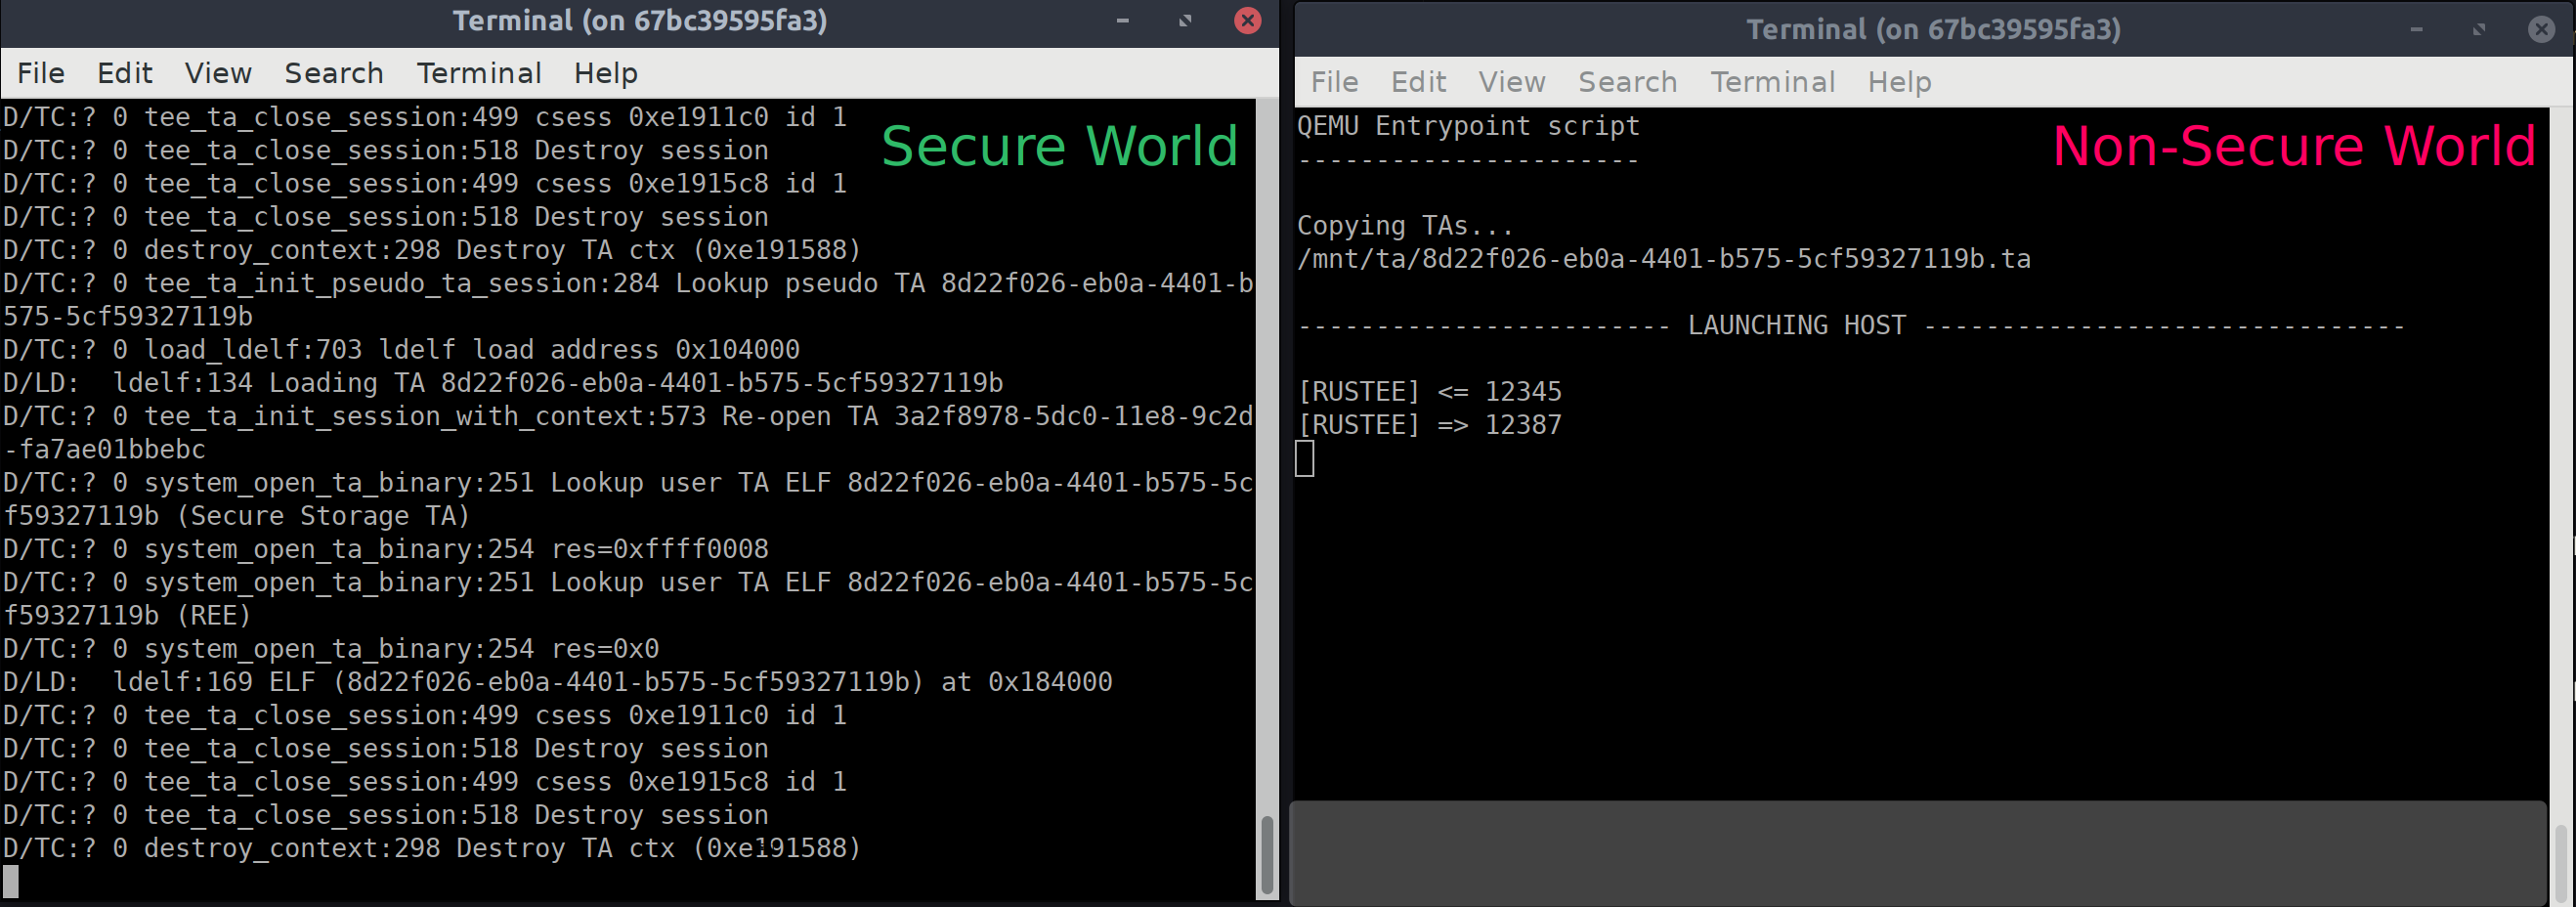 Terminal (on 67bc39595fa3)
File Edit View Search Terminal Help
Secure World
D/TC:? 0 tee_ta_close_session:499 csess 0xe1911c0 id 1
D/TC:? 0 tee_ta_close_session:518 Destroy session
D/TC:? 0 tee_ta_close_session:499 csess 0xe1915c8 id 1
D/TC:? 0 tee_ta_close_session:518 Destroy session
D/TC:? 0 destroy_context:298 Destroy TA ctx (0xe191588)
D/TC:? 0 tee_ta_init_pseudo_ta_session:284 Lookup pseudo TA 8d22f026-eb0a-4401-b
575-5cf59327119b
D/TC:? 0 load_ldelf:703 ldelf load address 0x104000
D/LD:  ldelf:134 Loading TA 8d22f026-eb0a-4401-b575-5cf59327119b
D/TC:? 0 tee_ta_init_session_with_context:573 Re-open TA 3a2f8978-5dc0-11e8-9c2d
-fa7ae01bbebc
D/TC:? 0 system_open_ta_binary:251 Lookup user TA ELF 8d22f026-eb0a-4401-b575-5c
f59327119b (Secure Storage TA)
D/TC:? 0 system_open_ta_binary:254 res=0xffff0008
D/TC:? 0 system_open_ta_binary:251 Lookup user TA ELF 8d22f026-eb0a-4401-b575-5c
f59327119b (REE)
D/TC:? 0 system_open_ta_binary:254 res=0x0
D/LD:  ldelf:169 ELF (8d22f026-eb0a-4401-b575-5cf59327119b) at 0x184000
D/TC:? 0 tee_ta_close_session:499 csess 0xe1911c0 id 1
D/TC:? 0 tee_ta_close_session:518 Destroy session
D/TC:? 0 tee_ta_close_session:499 csess 0xe1915c8 id 1
D/TC:? 0 tee_ta_close_session:518 Destroy session
D/TC:? 0 destroy_context:298 Destroy TA ctx (0xe191588)
Terminal (on 67bc39595fa3)
File Edit View Search Terminal Help
Non-Secure World
QEMU Entrypoint script
----------------------
Copying TAs...
/mnt/ta/8d22f026-eb0a-4401-b575-5cf59327119b.ta
------------------------ LAUNCHING HOST -------------------------------
[RUSTEE] <= 12345
[RUSTEE] => 12387